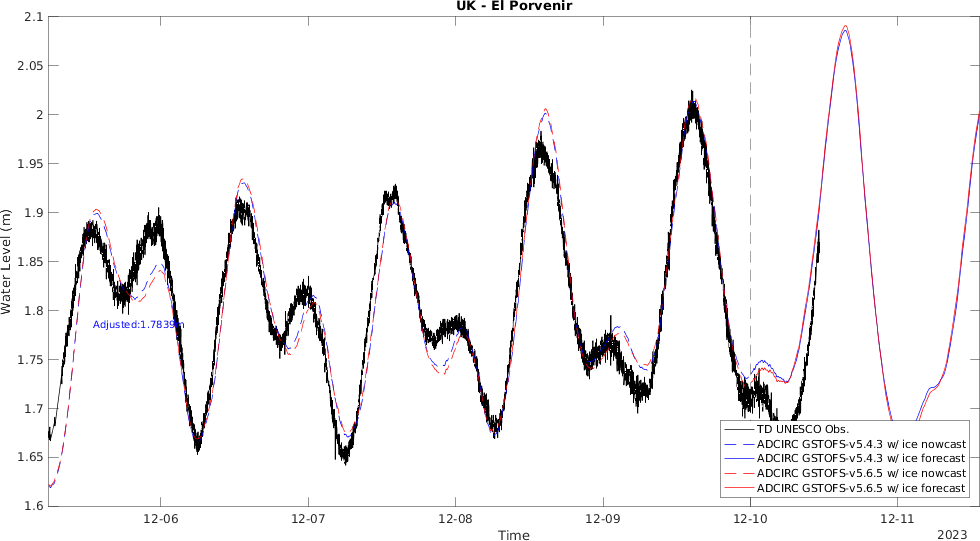 UK - El Porvenir
2.1
2.05
2
1.95
1.9
1.85
1.8
1.75
1.7
1.65
1.6
Water Level (m)
Adjusted:1.7839m
TD UNESCO Obs.
ADCIRC GSTOFS-v5.4.3 w/ ice nowcast
ADCIRC GSTOFS-v5.4.3 w/ ice forecast
ADCIRC GSTOFS-v5.6.5 w/ ice nowcast
ADCIRC GSTOFS-v5.6.5 w/ ice forecast
12-06 12-07 12-08 12-09 12-10 12-11
Time
2023